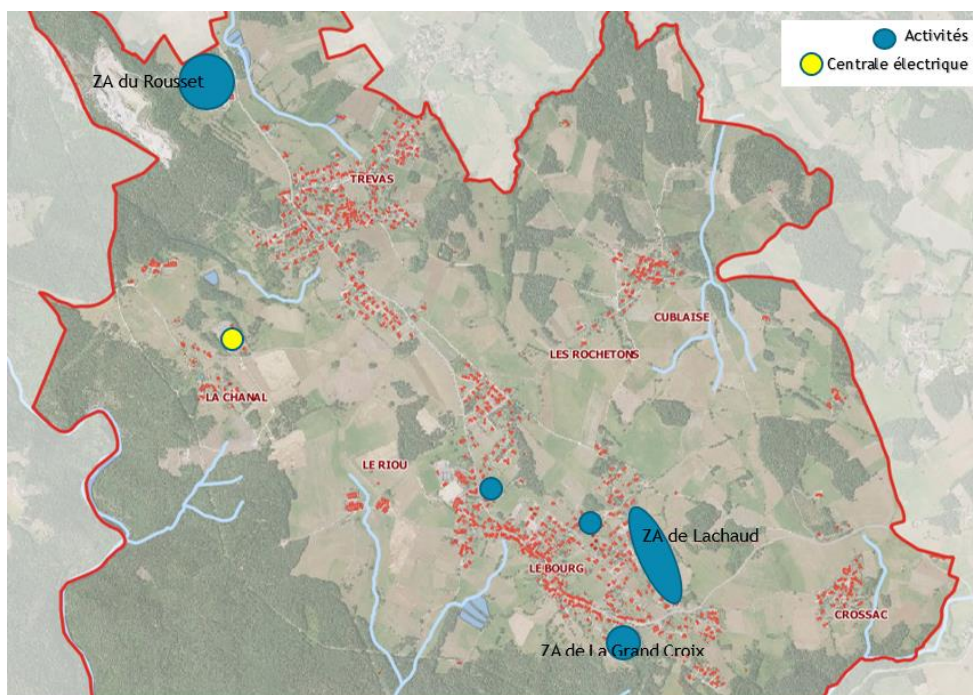 Activités
Centrale électrique
ZA du Rousset
TREVAS
CUBLAISE
LES ROCHETONS
LA CHANAL
LE RIOU
ZA de Lachaud
LE BOURG
CROSSAC
ZA de La Grand Croix